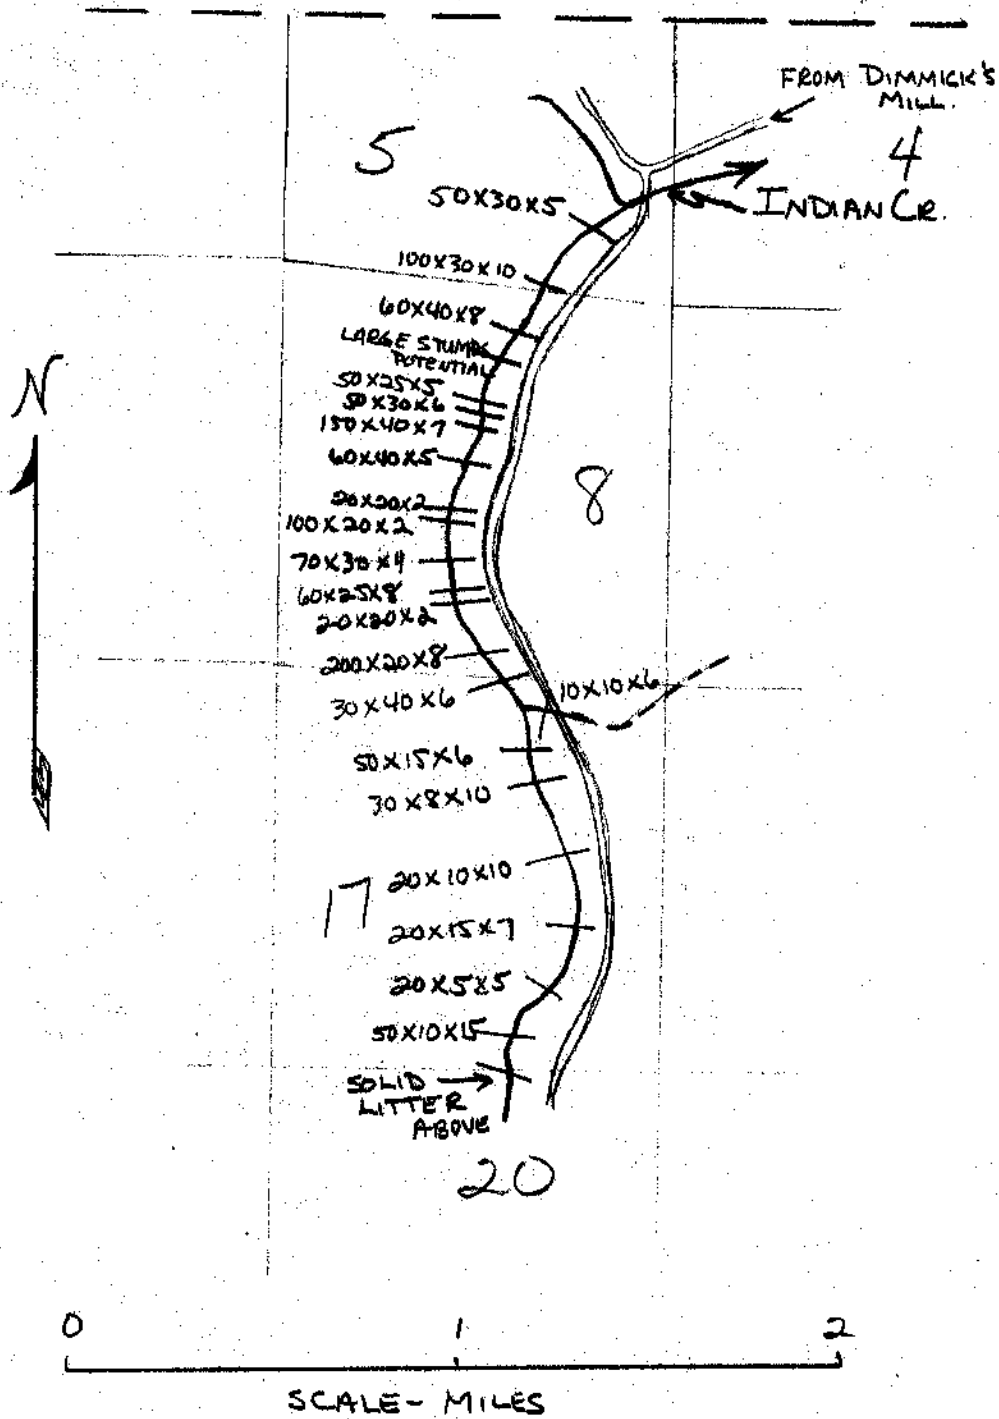 FROM DIMMICK'S
MILL.
5
4
50X30X5
INDIAN CR.
100X30X10
60X40X8
LARGE STUMPS
POTENTIAL
N
50X25X5
50X30X6
150X40X7
60X40X5
8
20X20X2
100X20X2
70X30X4
60X25X8
20X20X2
200X20X8
10X10X6
30X40X6
50X15X6
30X8X10
17
20X10X10
20X15X7
20X5X5
50X10X15
SOLID
LITTER
ABOVE
20
0 1 2
SCALE - MILES